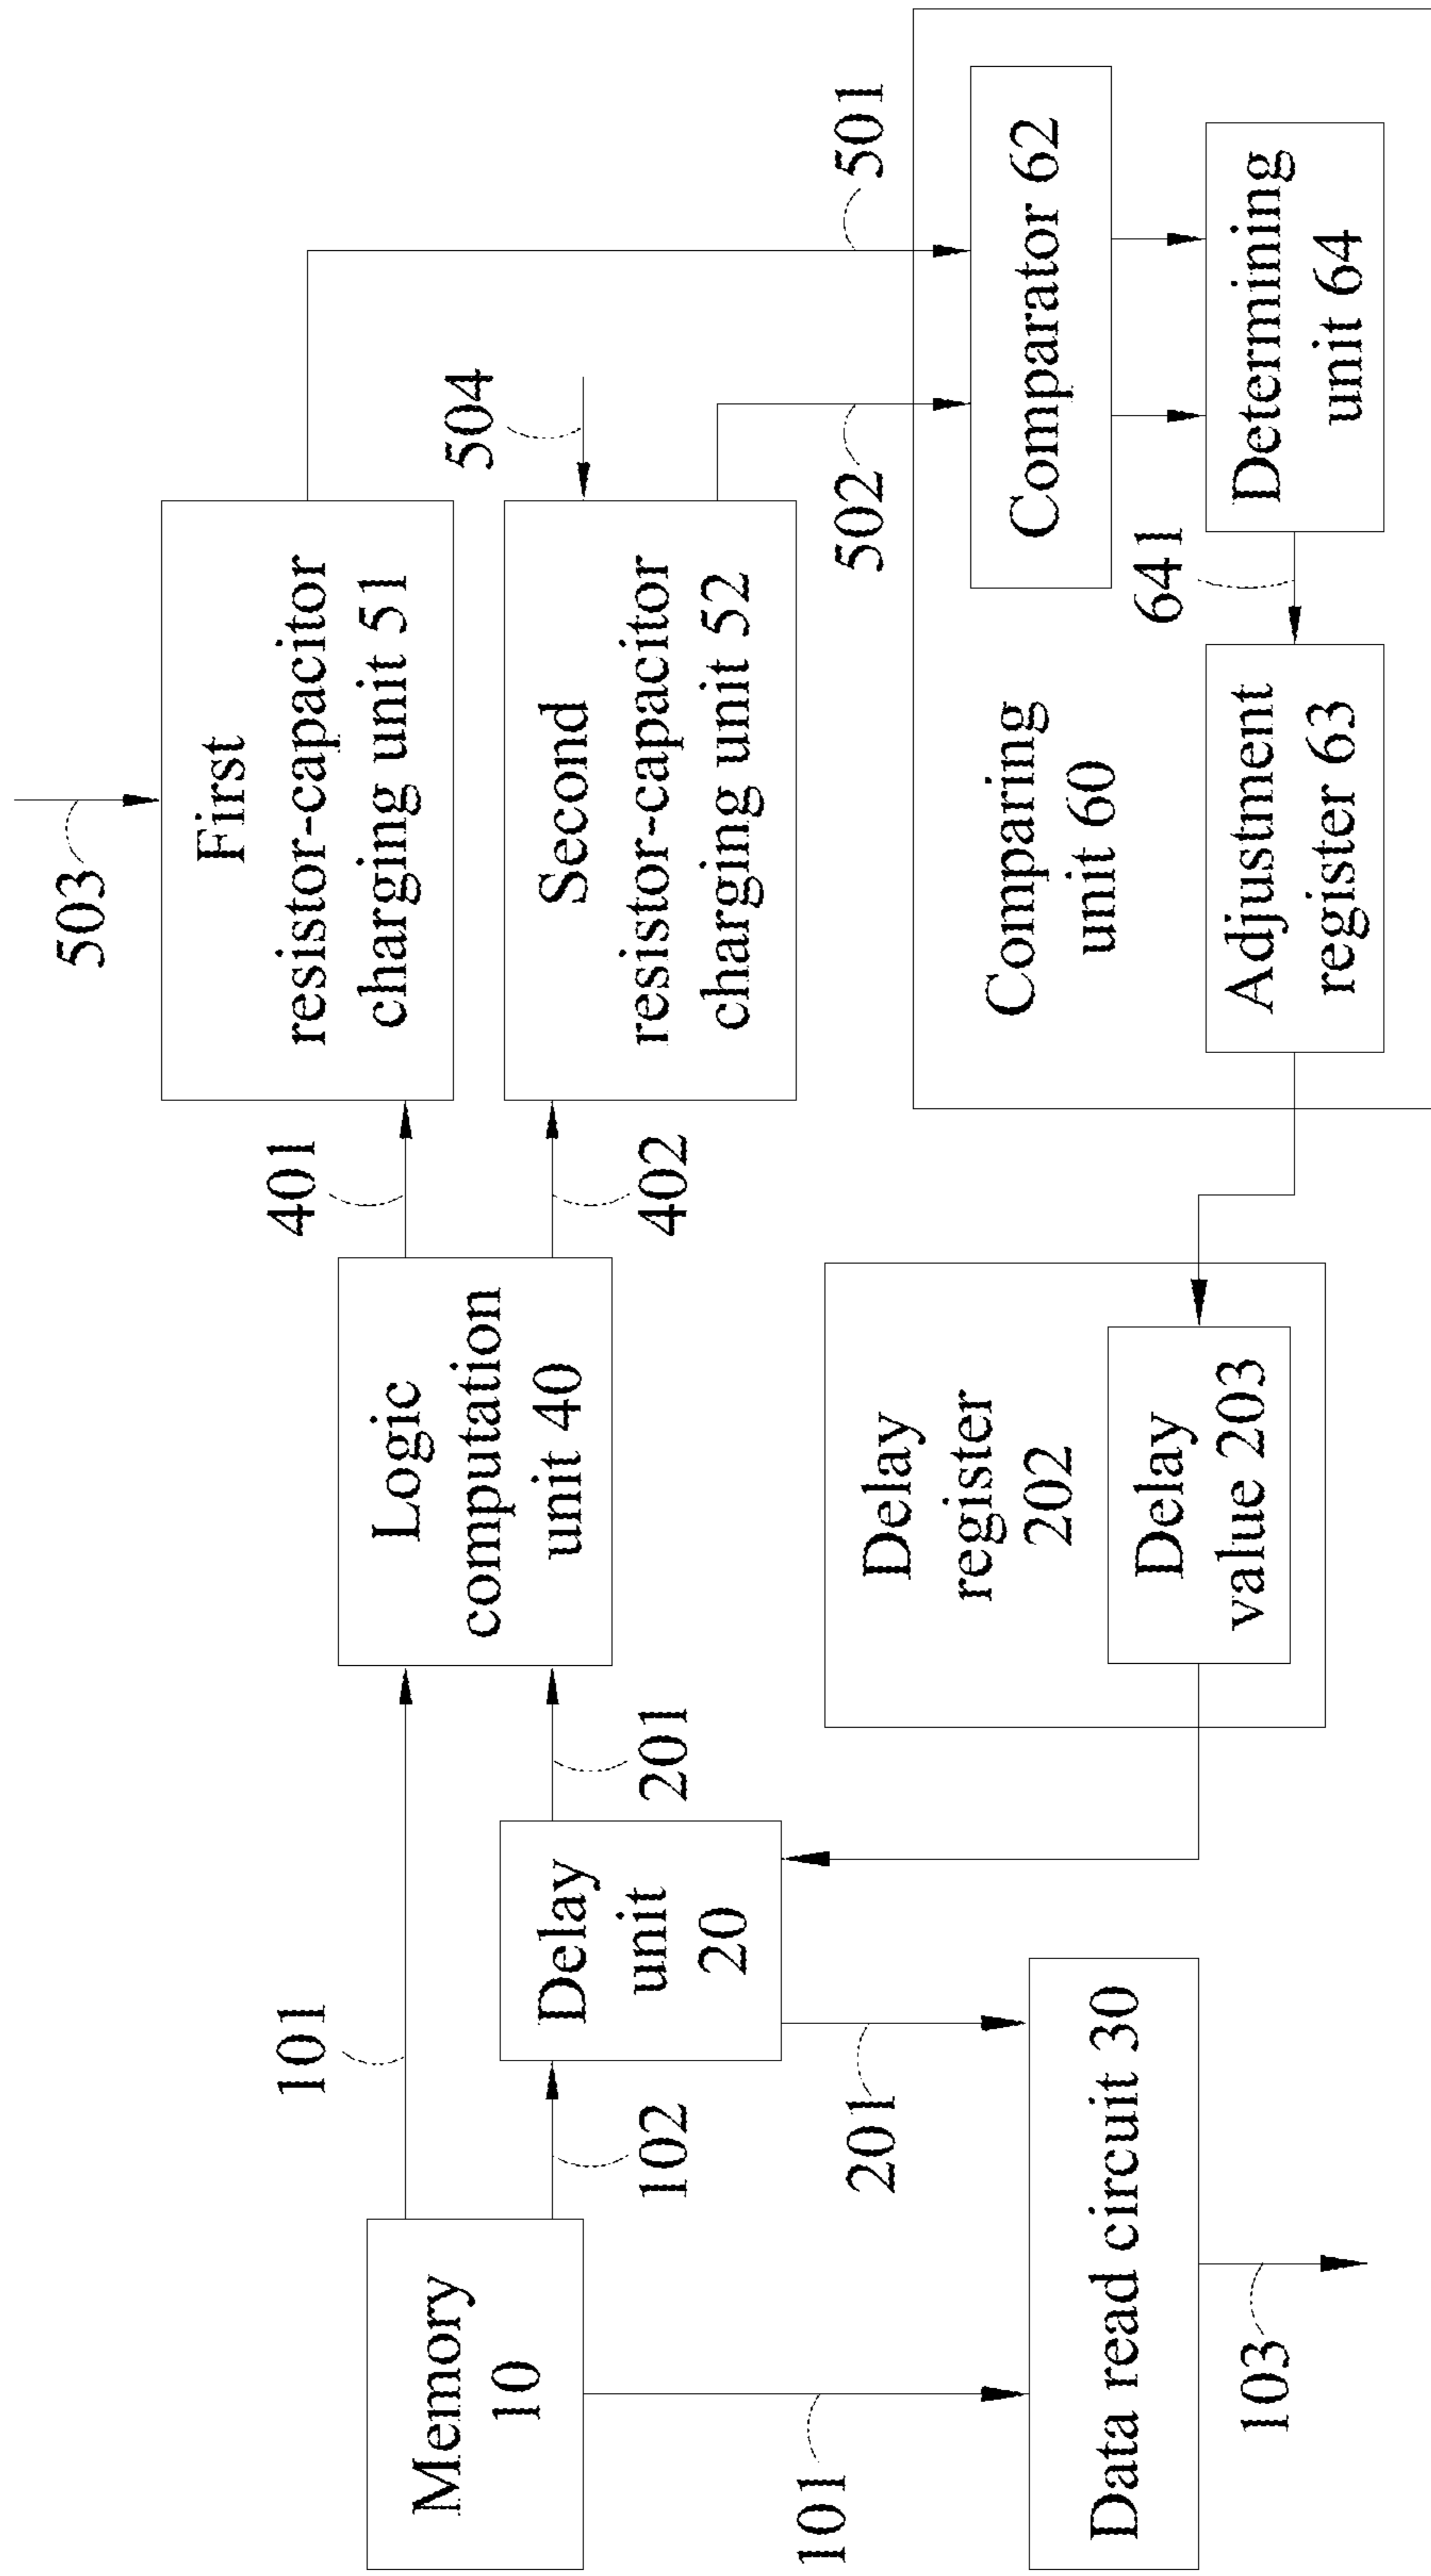 503
First
resistor-capacitor
charging unit 51
401
504
Second
resistor-capacitor
charging unit 52
402
501
502
Logic
computation
unit 40
101
201
Memory
10
102
Delay
unit
20
101
201
Data read circuit 30
103
Delay
register
202
Delay
value 203
Comparing
unit 60
Comparator 62
641
Adjustment
register 63
Determining
unit 64